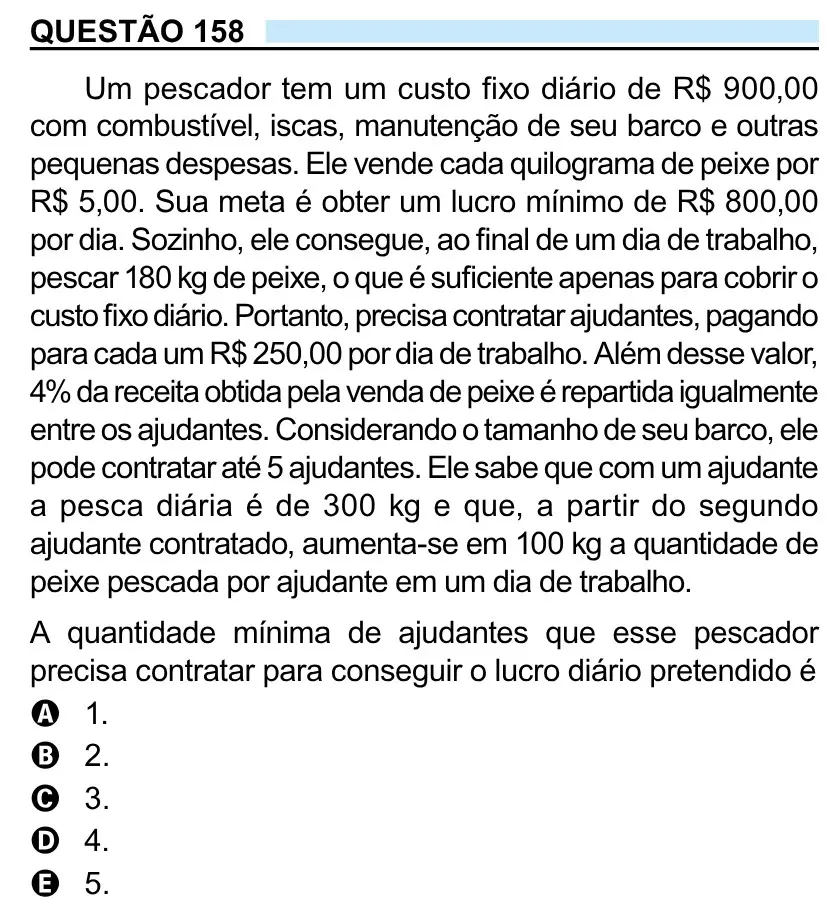 QUESTÃO 158
Um pescador tem um custo fixo diário de R$ 900,00
com combustível, iscas, manutenção de seu barco e outras
pequenas despesas. Ele vende cada quilograma de peixe por
R$ 5,00. Sua meta é obter um lucro mínimo de R$ 800,00
por dia. Sozinho, ele consegue, ao final de um dia de trabalho,
pescar 180 kg de peixe, o que é suficiente apenas para cobrir o
custo fixo diário. Portanto, precisa contratar ajudantes, pagando
para cada um R$ 250,00 por dia de trabalho. Além desse valor,
4% da receita obtida pela venda de peixe é repartida igualmente
entre os ajudantes. Considerando o tamanho de seu barco, ele
pode contratar até 5 ajudantes. Ele sabe que com um ajudante
a pesca diária é de 300 kg e que, a partir do segundo
ajudante contratado, aumenta-se em 100 kg a quantidade de
peixe pescada por ajudante em um dia de trabalho.
A quantidade mínima de ajudantes que esse pescador
precisa contratar para conseguir o lucro diário pretendido é
A 1.
B 2.
C 3.
D 4.
E 5.